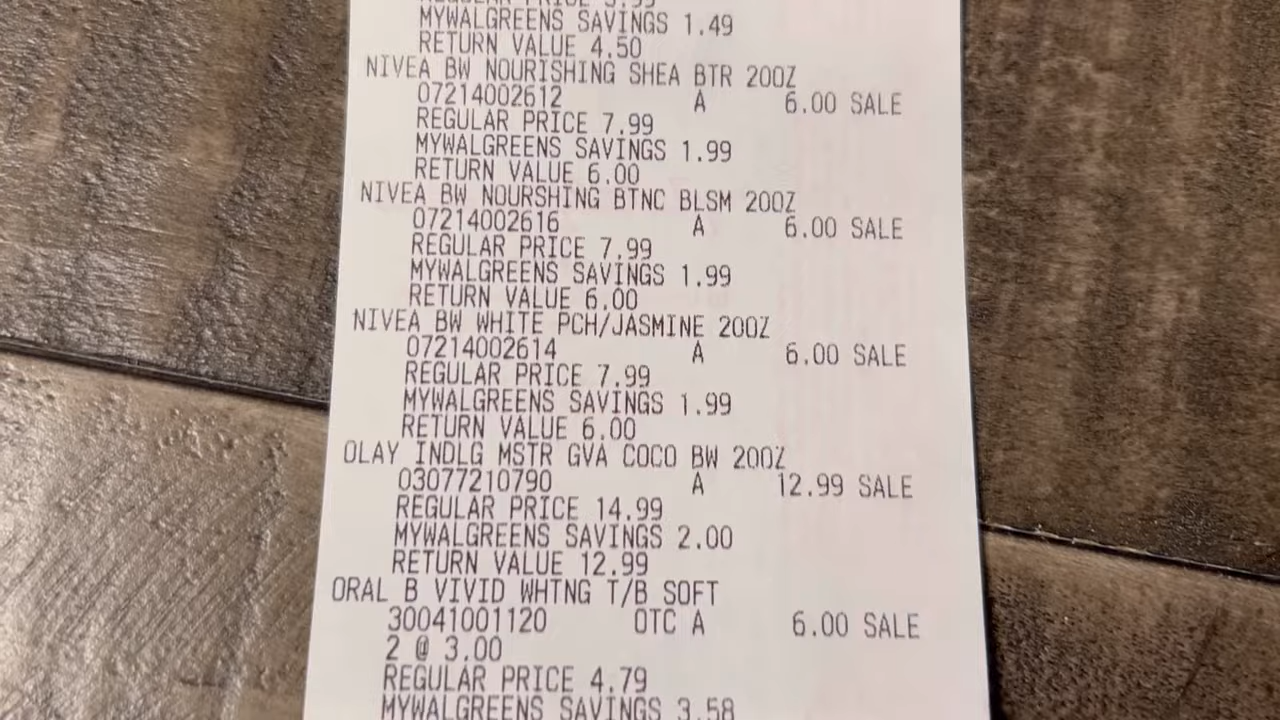 REGULAR PRICE 5.99
MYWALGREENS SAVINGS 1.49
RETURN VALUE 4.50
NIVEA BW NOURISHING SHEA BTR 20OZ
07214002612 A 6.00 SALE
REGULAR PRICE 7.99
MYWALGREENS SAVINGS 1.99
RETURN VALUE 6.00
NIVEA BW NOURSHING BTNC BLSM 20OZ
07214002616 A 6.00 SALE
REGULAR PRICE 7.99
MYWALGREENS SAVINGS 1.99
RETURN VALUE 6.00
NIVEA BW WHITE PCH/JASMINE 20OZ
07214002614 A 6.00 SALE
REGULAR PRICE 7.99
MYWALGREENS SAVINGS 1.99
RETURN VALUE 6.00
OLAY INDLG MSTR GVA COCO BW 20OZ
03077210790 A 12.99 SALE
REGULAR PRICE 14.99
MYWALGREENS SAVINGS 2.00
RETURN VALUE 12.99
ORAL B VIVID WHTNG T/B SOFT
30041001120 OTC A 6.00 SALE
2 @ 3.00
REGULAR PRICE 4.79
MYWALGREENS SAVINGS 3.58